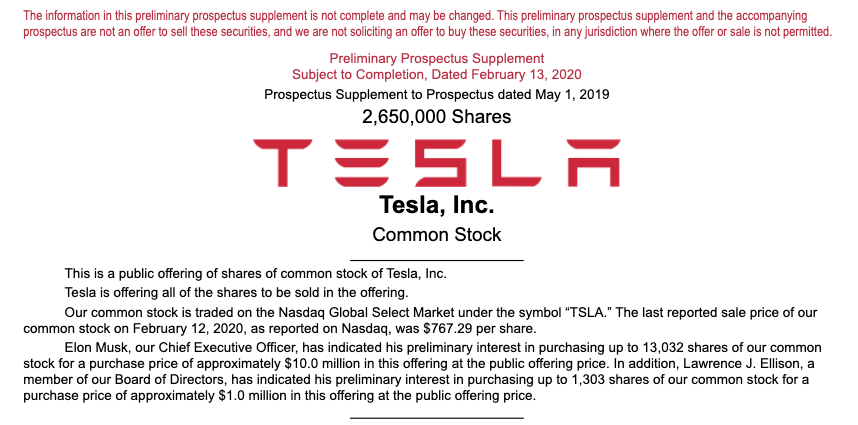 The information in this preliminary prospectus supplement is not complete and may be changed. This preliminary prospectus supplement and the accompanying
prospectus are not an offer to sell these securities, and we are not soliciting an offer to buy these securities, in any jurisdiction where the offer or sale is not permitted.
Preliminary Prospectus Supplement
Subject to Completion, Dated February 13, 2020
Prospectus Supplement to Prospectus dated May 1, 2019
2,650,000 Shares
TESLA
Tesla, Inc.
Common Stock
This is a public offering of shares of common stock of Tesla, Inc.
Tesla is offering all of the shares to be sold in the offering.
Our common stock is traded on the Nasdaq Global Select Market under the symbol “TSLA.” The last reported sale price of our
common stock on February 12, 2020, as reported on Nasdaq, was $767.29 per share.
Elon Musk, our Chief Executive Officer, has indicated his preliminary interest in purchasing up to 13,032 shares of our common
stock for a purchase price of approximately $10.0 million in this offering at the public offering price. In addition, Lawrence J. Ellison, a
member of our Board of Directors, has indicated his preliminary interest in purchasing up to 1,303 shares of our common stock for a
purchase price of approximately $1.0 million in this offering at the public offering price.